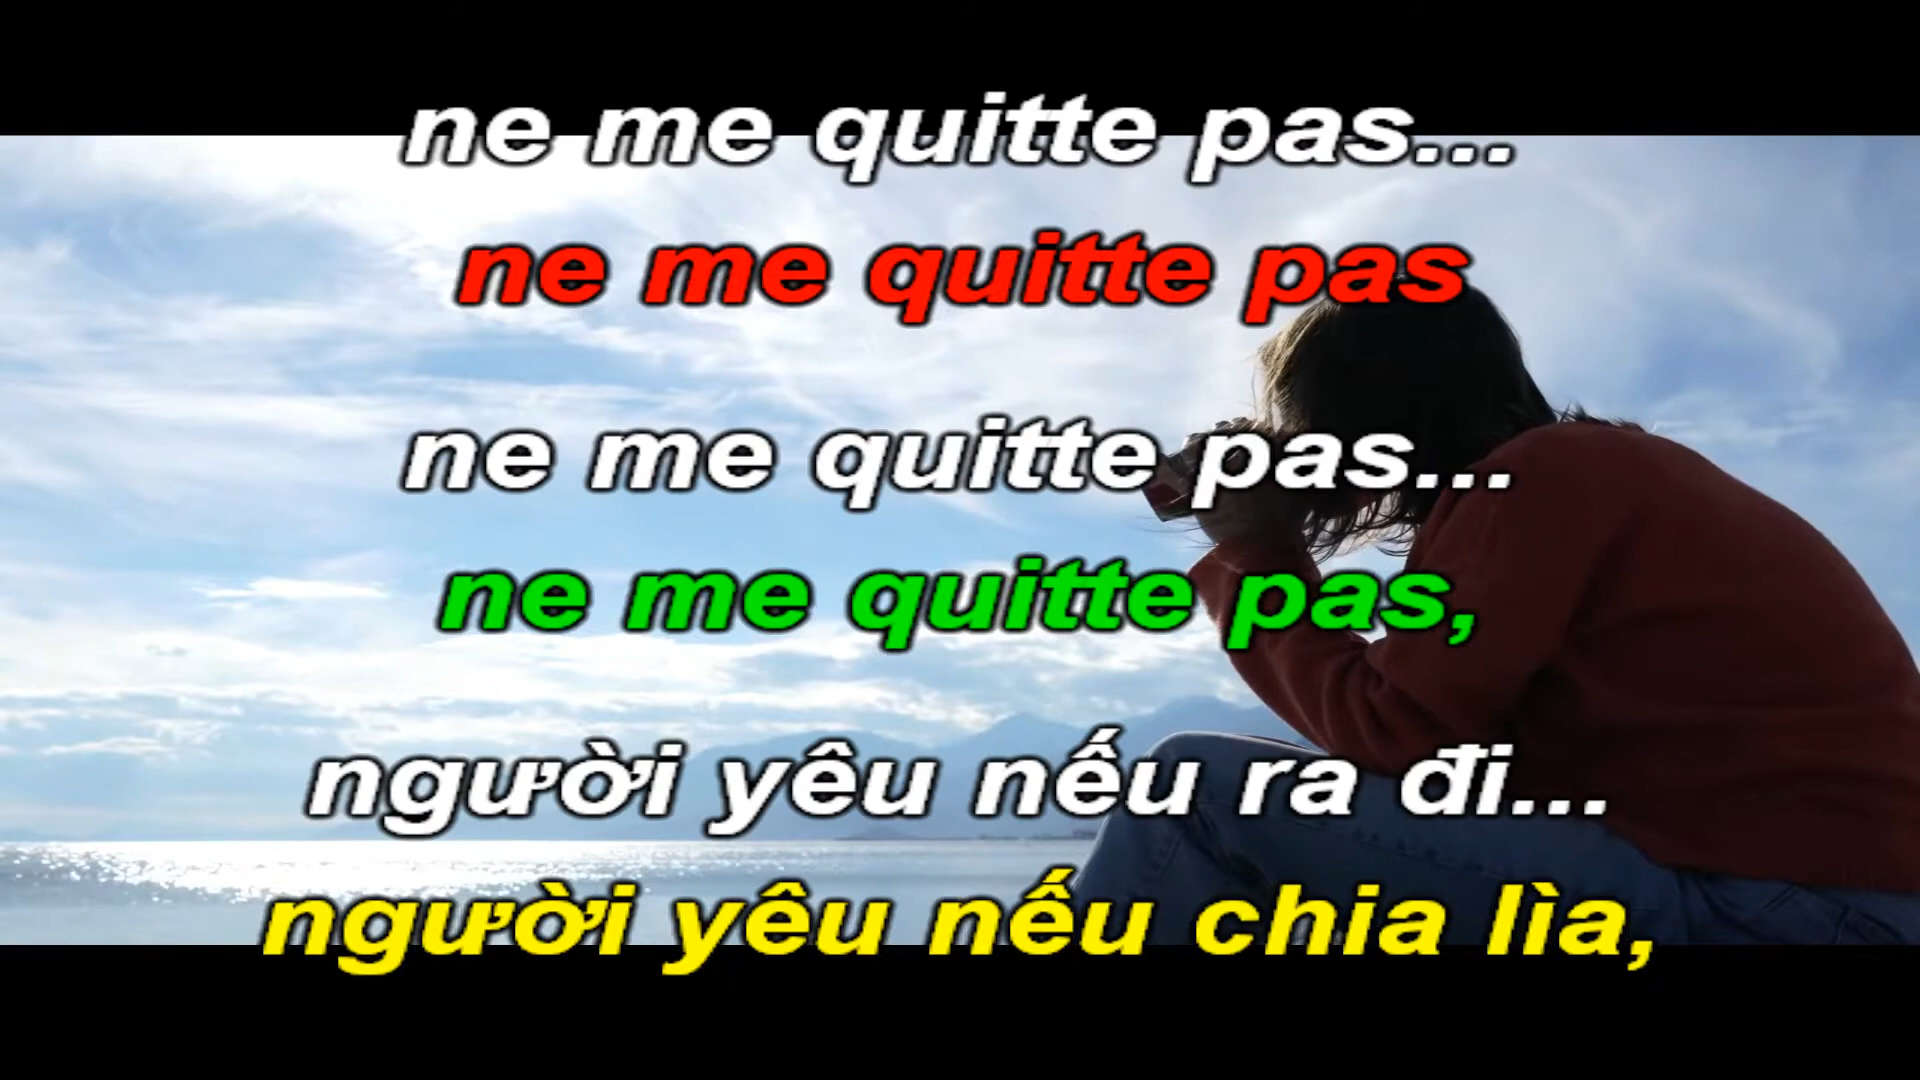 ne me quitte pas...
ne me quitte pas
ne me quitte pas...
ne me quitte pas,
người yêu nếu ra đi...
người yêu nếu chia lìa,